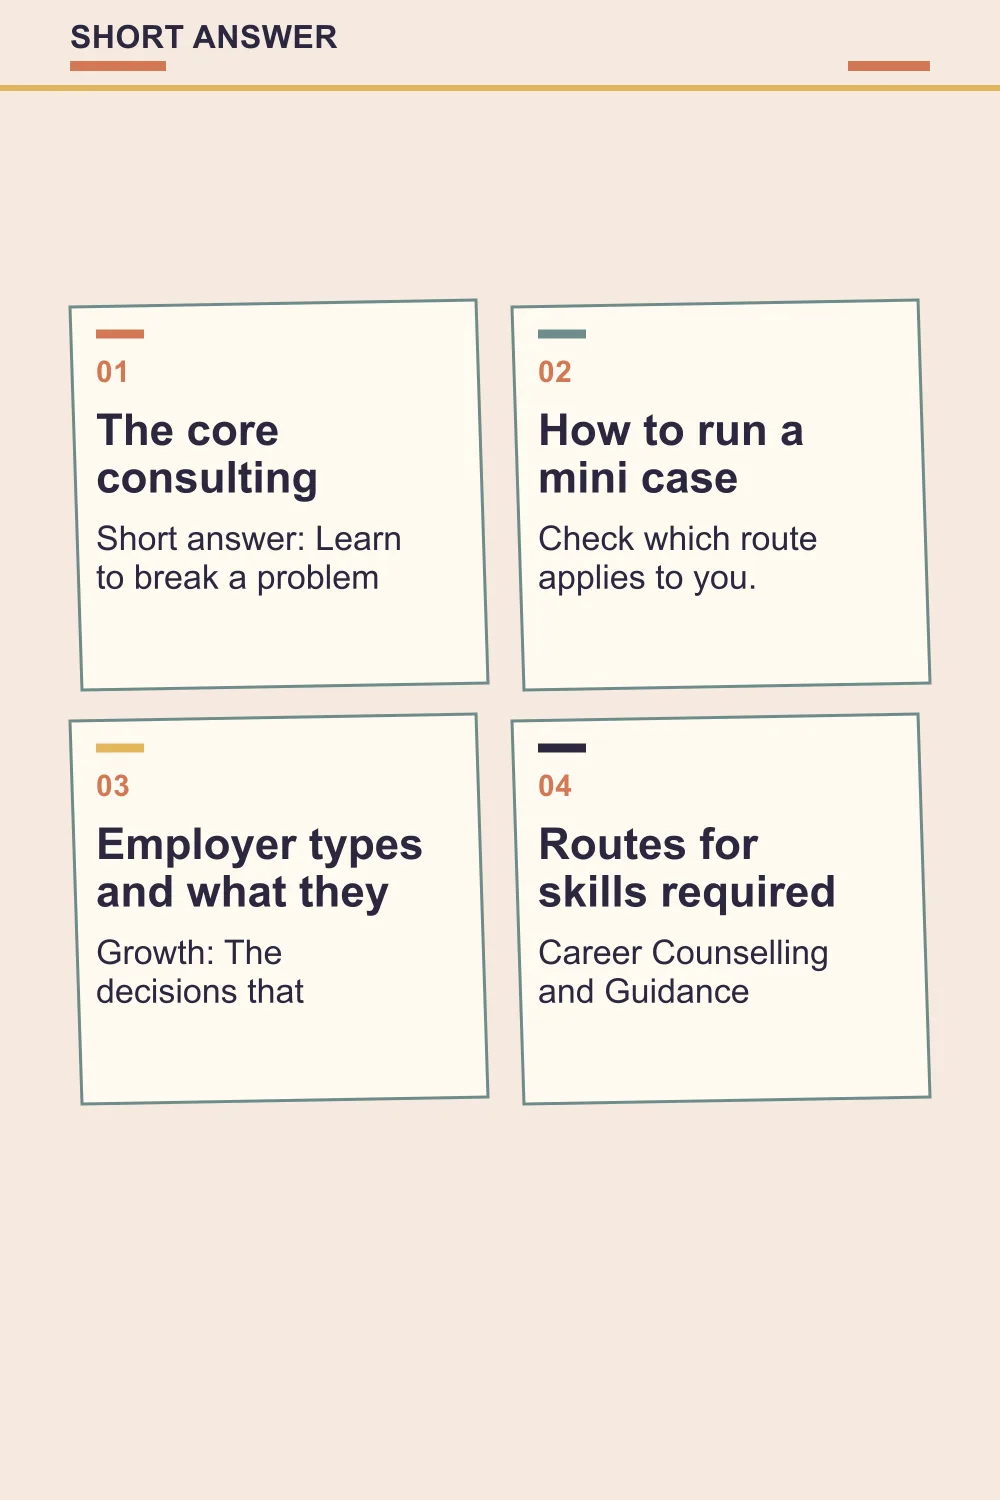 SHORT ANSWER
01
The core
consulting
Short answer: Learn
to break a problem
02
How to run a
mini case
Check which route
applies to you.
03
Employer types
and what they
Growth: The
decisions that
04
Routes for
skills required
Career Counselling
and Guidance